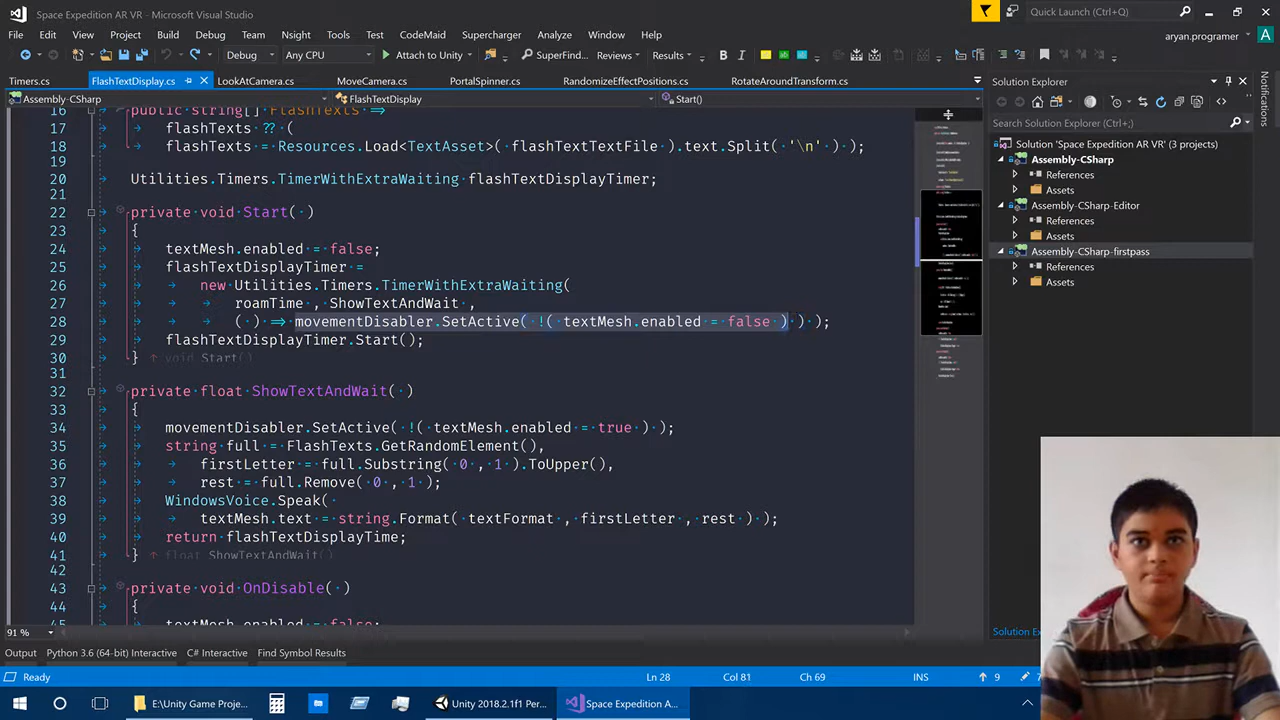 Space Expedition AR VR - Microsoft Visual Studio
Quick Launch (Ctrl+Q)
File Edit View Project Build Debug Team Nsight Tools Test CodeMaid Supercharger Analyze Window Help
aryan.programer A
Debug Any CPU Attach to Unity SuperFind... Results
Timers.cs FlashTextDisplay.cs LookAtCamera.cs MoveCamera.cs PortalSpinner.cs RandomizeEffectPositions.cs RotateAroundTransform.cs
Solution Explorer
Notifications
Assembly-CSharp FlashTextDisplay Start()
Search Solution Explorer (Ctrl+;)
Solution 'Space Expedition AR VR' (3 projects)
Assembly-CSharp
References
Assets
Assembly-CSharp-Editor
References
Assets
Assembly-CSharp-firstpass
References
Assets
16 public string[] FlashTexts =>
17 flashTexts ?? (
18 flashTexts = Resources.Load<TextAsset>( flashTextTextFile ).text.Split( '\n' ) );
19
20 Utilities.Timers.TimerWithExtraWaiting flashTextDisplayTimer;
21
22 private void Start( )
23 {
24 textMesh.enabled = false;
25 flashTextDisplayTimer =
26 new Utilities.Timers.TimerWithExtraWaiting(
27 remTime , ShowTextAndWait ,
28 ( ) => movementDisabler.SetActive( !( textMesh.enabled = false ) ) );
29 flashTextDisplayTimer.Start( );
30 } void Start()
31
32 private float ShowTextAndWait( )
33 {
34 movementDisabler.SetActive( !( textMesh.enabled = true ) );
35 string full = FlashTexts.GetRandomElement(),
36 firstLetter = full.Substring( 0 , 1 ).ToUpper(),
37 rest = full.Remove( 0 , 1 );
38 WindowsVoice.Speak(
39 textMesh.text = string.Format( textFormat , firstLetter , rest ) );
40 return flashTextDisplayTime;
41 } float ShowTextAndWait()
42
43 private void OnDisable( )
44 {
45 textMesh.enabled = false;
91 %
Output Python 3.6 (64-bit) Interactive C# Interactive Find Symbol Results
Ready Ln 28 Col 81 Ch 69 INS 9
E:\Unity Game Proje... Unity 2018.2.1f1 Per... Space Expedition A...